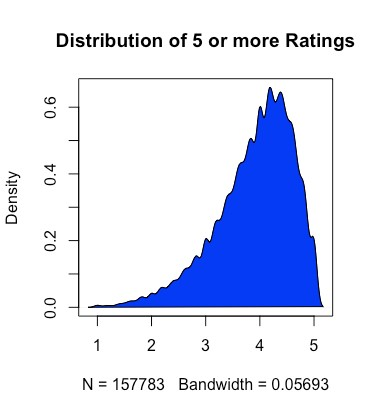 Distribution of 5 or more Ratings
Density
0.6
0.4
0.2
0.0
1 2 3 4 5
N = 157783 Bandwidth = 0.05693